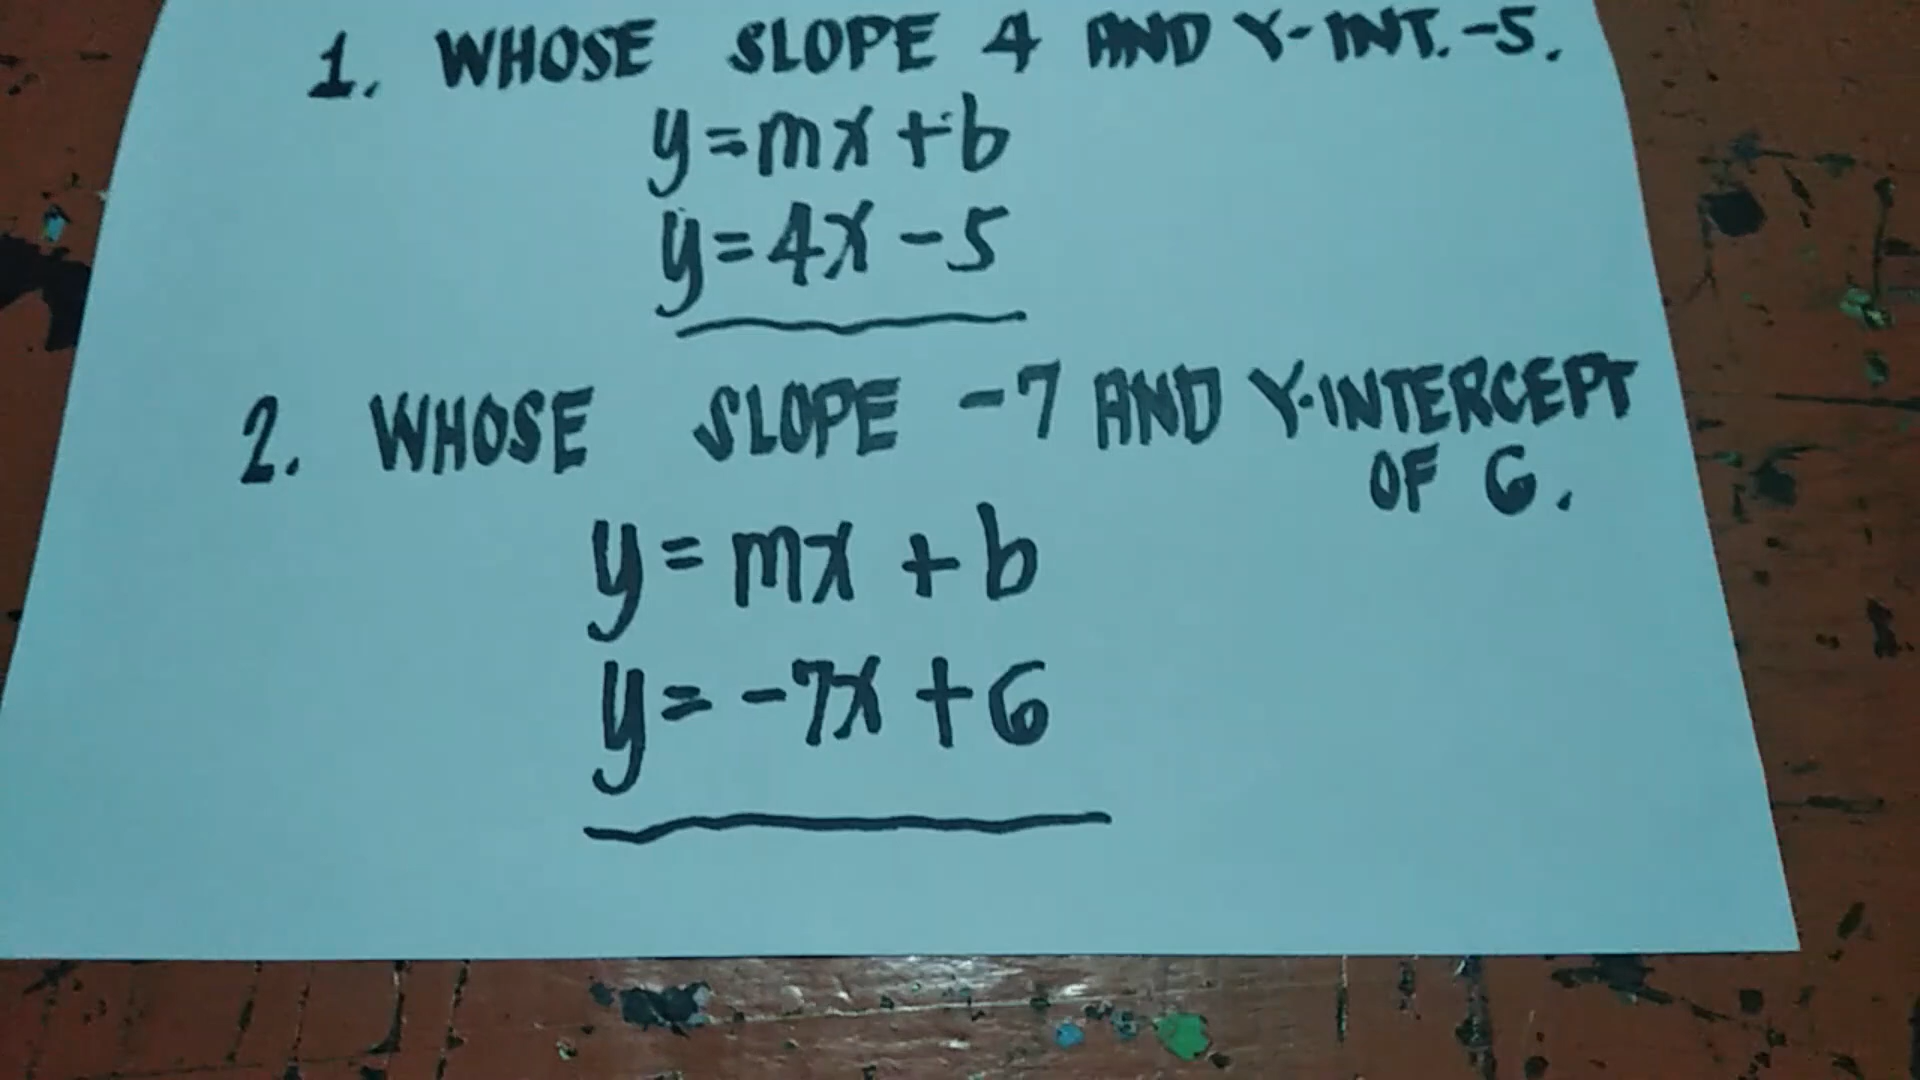 1. WHOSE SLOPE 4 AND Y-INT. -5.
y = mx + b
y = 4x - 5
2. WHOSE SLOPE -7 AND Y-INTERCEPT
OF 6.
y = mx + b
y = -7x + 6